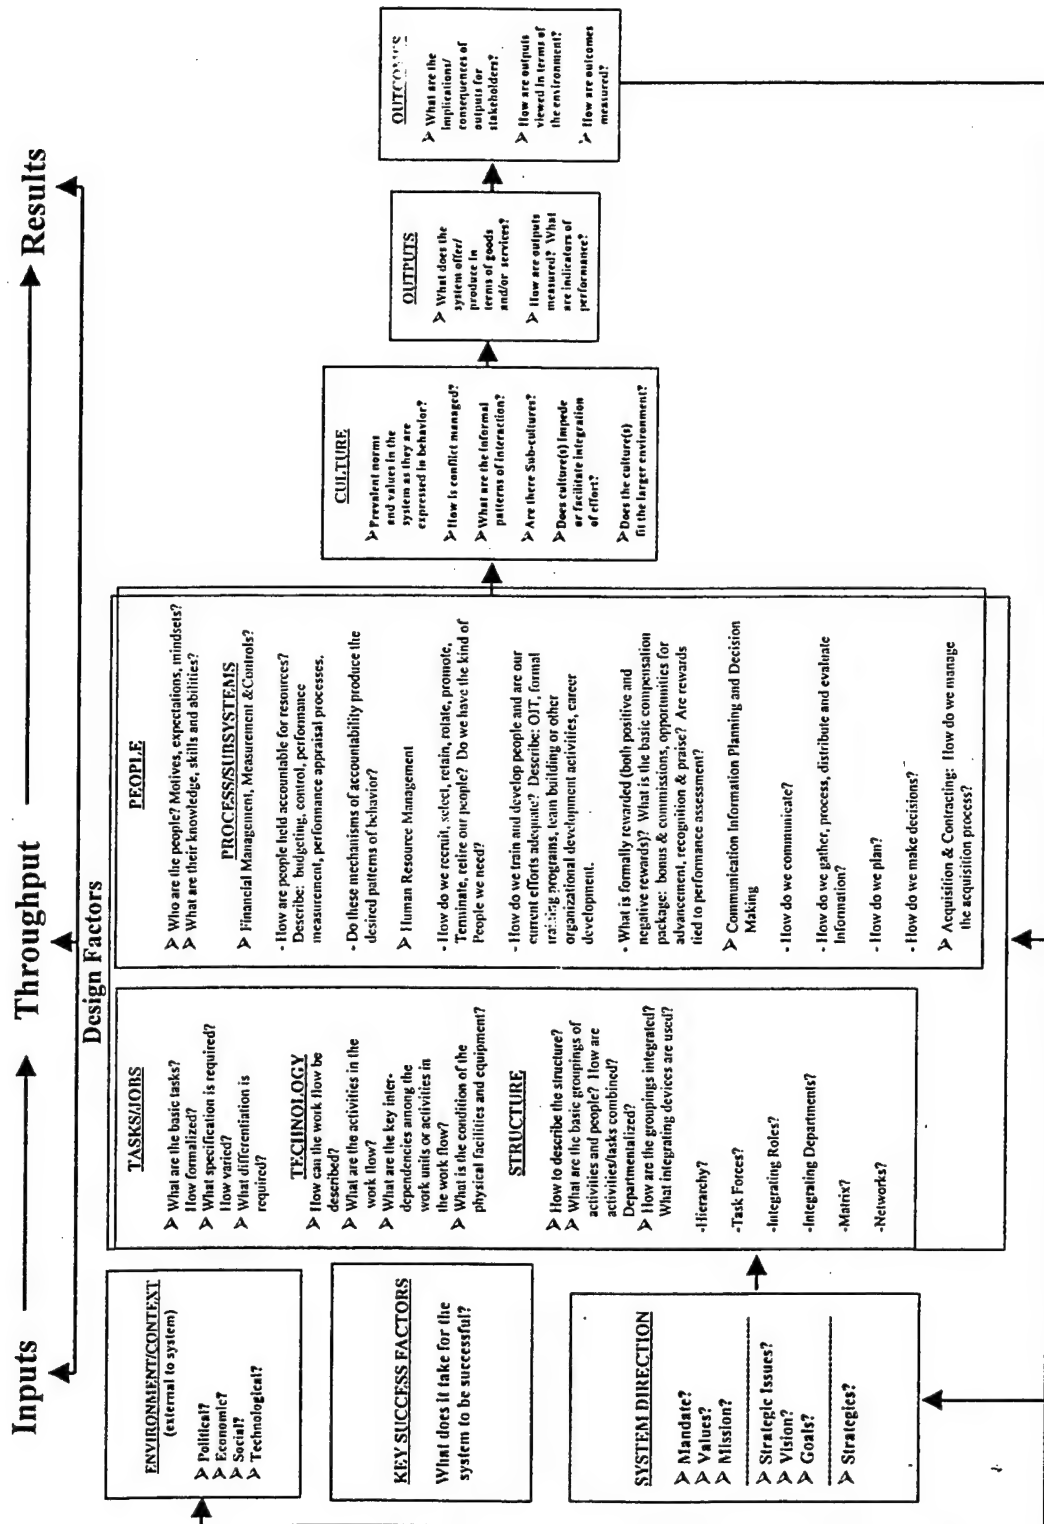 Inputs
Throughput
Results
Design Factors
ENVIRONMENT/CONTEXT
(external to system)
➢ Political?
➢ Economic?
➢ Social?
➢ Technological?
KEY SUCCESS FACTORS
What does it take for the
system to be successful?
SYSTEM DIRECTION
➢ Mandate?
➢ Values?
➢ Mission?
➢ Strategic Issues?
➢ Vision?
➢ Goals?
➢ Strategies?
TASKS/JOBS
➢ What are the basic tasks?
How formalized?
➢ What specification is required?
How varied?
➢ What differentiation is
required?
TECHNOLOGY
➢ How can the work flow be
described?
➢ What are the activities in the
work flow?
➢ What are the key inter-
dependencies among the
work units or activities in
the work flow?
➢ What is the condition of the
physical facilities and equipment?
STRUCTURE
➢ How to describe the structure?
➢ What are the basic groupings of
activities and people? How are
activities/tasks combined?
Departmentalized?
➢ How are the groupings integrated?
What integrating devices are used?
-Hierarchy?
-Task Forces?
-Integrating Roles?
-Integrating Departments?
-Matrix?
-Networks?
PEOPLE
➢ Who are the people? Motives, expectations, mindsets?
➢ What are their knowledge, skills and abilities?
PROCESS/SUBSYSTEMS
➢ Financial Management, Measurement &Controls?
- How are people held accountable for resources?
Describe: budgeting, control, performance
measurement, performance appraisal processes.
- Do these mechanisms of accountability produce the
desired patterns of behavior?
➢ Human Resource Management
- How do we recruit, select, retain, rotate, promote,
Terminate, retire our people? Do we have the kind of
People we need?
- How do we train and develop people and are our
current efforts adequate? Describe: OJT, formal
training programs, team building or other
organizational development activities, career
development.
- What is formally rewarded (both positive and
negative rewards)? What is the basic compensation
package: bonus & commissions, opportunities for
advancement, recognition & praise? Are rewards
tied to performance assessment?
➢ Communication Information Planning and Decision
Making
- How do we communicate?
- How do we gather, process, distribute and evaluate
Information?
- How do we plan?
- How do we make decisions?
➢ Acquisition & Contracting: How do we manage
the acquisition process?
CULTURE
➢ Prevalent norms
and values in the
system as they are
expressed in behavior?
➢ How is conflict managed?
➢ What are the informal
patterns of interaction?
➢ Are there Sub-cultures?
➢ Does culture(s) impede
or facilitate integration
of effort?
➢ Does the culture(s)
fit the larger environment?
OUTPUTS
➢ What does the
system offer/
produce in
terms of goods
and/or services?
➢ How are outputs
measured? What
are indicators of
performance?
OUTCOMES
➢ What are the
implications/
consequences of
outputs for
stakeholders?
➢ How are outputs
viewed in terms of
the environment?
➢ How are outcomes
measured?